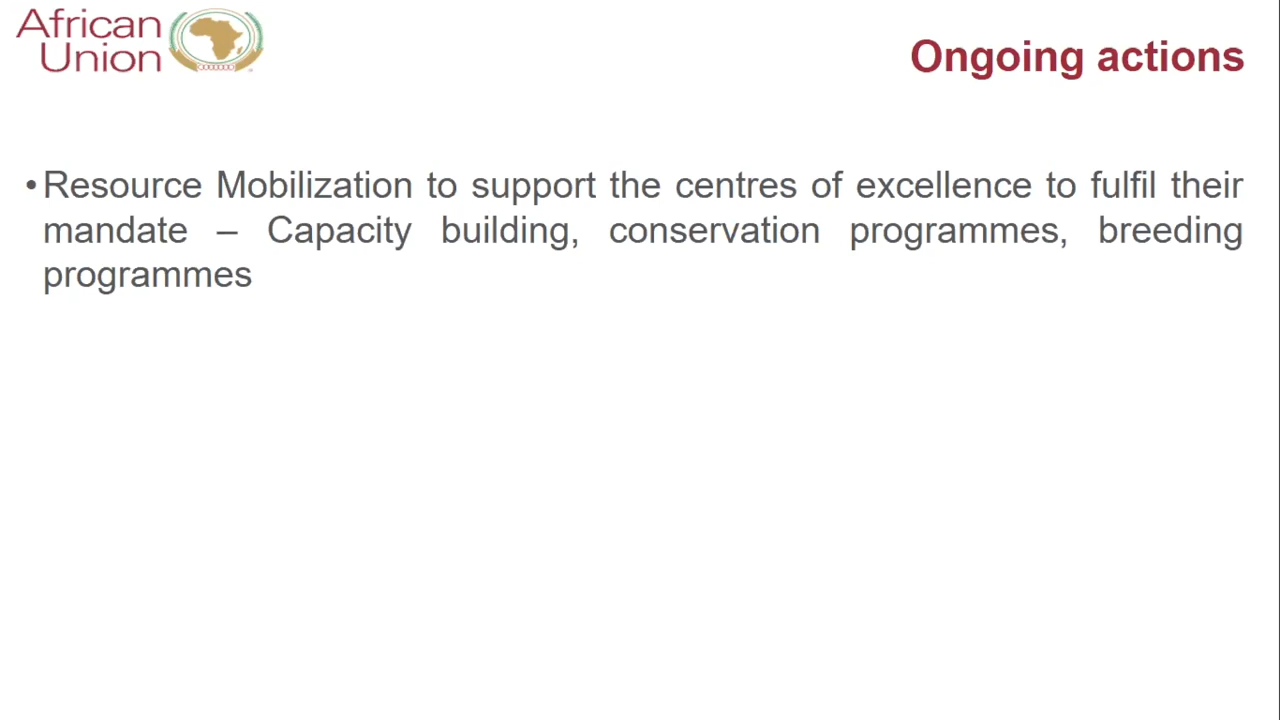 African
Union
Ongoing actions
•Resource Mobilization to support the centres of excellence to fulfil their
mandate – Capacity building, conservation programmes, breeding
programmes